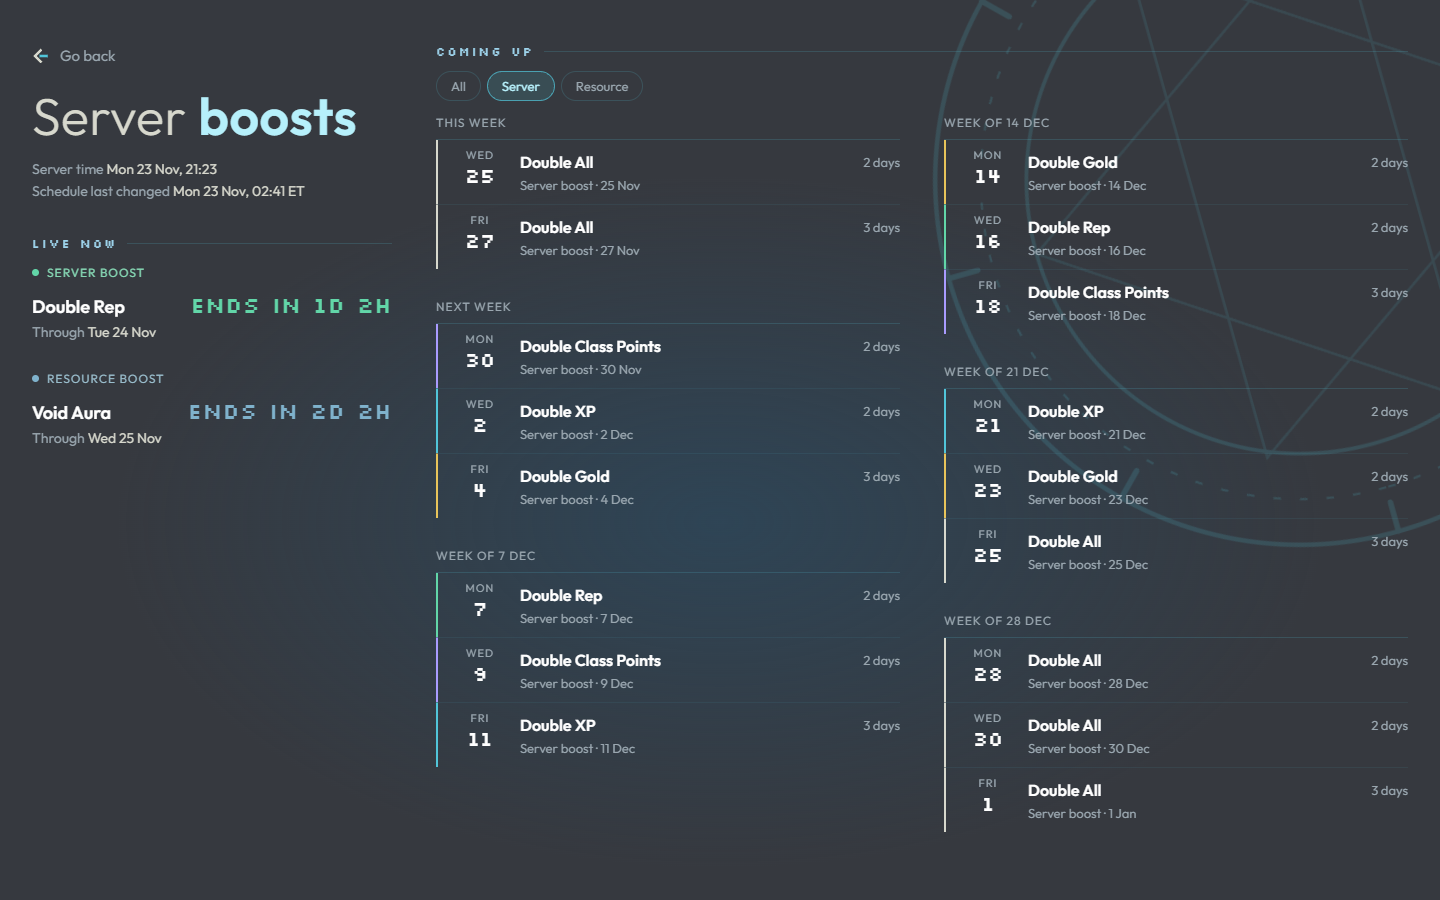 Go back
Server boosts
Server time Mon 23 Nov, 21:23
Schedule last changed Mon 23 Nov, 02:41 ET
LIVE NOW
SERVER BOOST
Double Rep ENDS IN 1D 2H
Through Tue 24 Nov
RESOURCE BOOST
Void Aura ENDS IN 2D 2H
Through Wed 25 Nov
COMING UP
All Server Resource
THIS WEEK
WED
25
Double All
Server boost · 25 Nov
2 days
FRI
27
Double All
Server boost · 27 Nov
3 days
NEXT WEEK
MON
30
Double Class Points
Server boost · 30 Nov
2 days
WED
2
Double XP
Server boost · 2 Dec
2 days
FRI
4
Double Gold
Server boost · 4 Dec
3 days
WEEK OF 7 DEC
MON
7
Double Rep
Server boost · 7 Dec
2 days
WED
9
Double Class Points
Server boost · 9 Dec
2 days
FRI
11
Double XP
Server boost · 11 Dec
3 days
WEEK OF 14 DEC
MON
14
Double Gold
Server boost · 14 Dec
2 days
WED
16
Double Rep
Server boost · 16 Dec
2 days
FRI
18
Double Class Points
Server boost · 18 Dec
3 days
WEEK OF 21 DEC
MON
21
Double XP
Server boost · 21 Dec
2 days
WED
23
Double Gold
Server boost · 23 Dec
2 days
FRI
25
Double All
Server boost · 25 Dec
3 days
WEEK OF 28 DEC
MON
28
Double All
Server boost · 28 Dec
2 days
WED
30
Double All
Server boost · 30 Dec
2 days
FRI
1
Double All
Server boost · 1 Jan
3 days